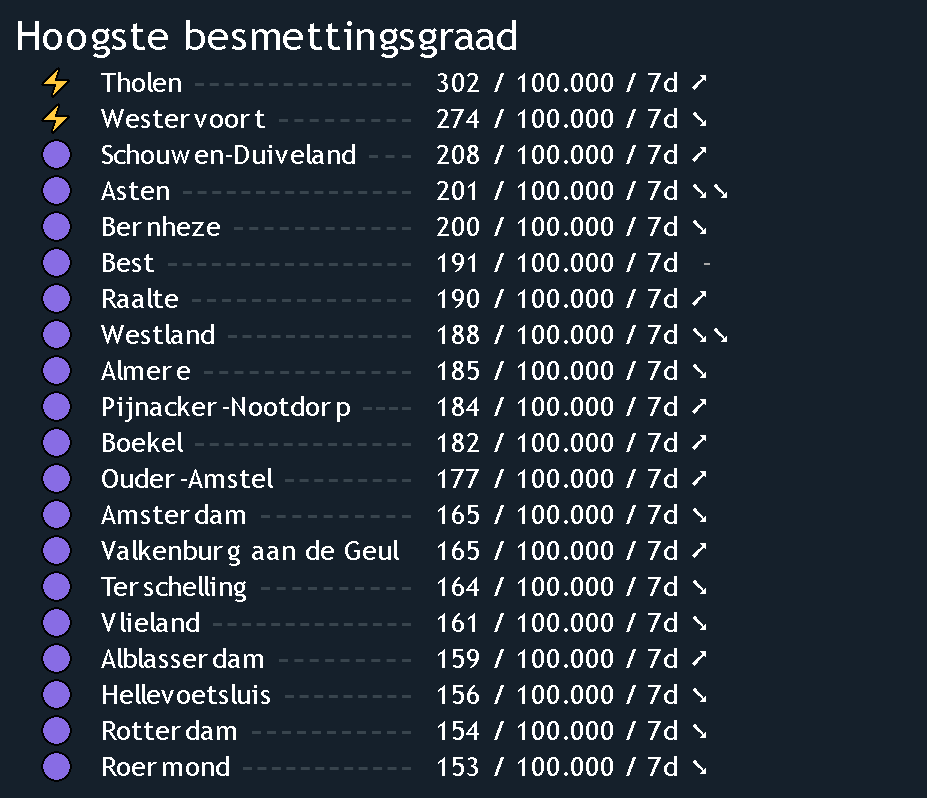 Hoogste besmettingsgraad
⚡ Tholen --------------- 302 / 100.000 / 7d ➚
⚡ Westervoort --------- 274 / 100.000 / 7d ➘
Schouwen-Duiveland --- 208 / 100.000 / 7d ➚
Asten ---------------- 201 / 100.000 / 7d ➘➘
Bernheze ------------ 200 / 100.000 / 7d ➘
Best ----------------- 191 / 100.000 / 7d -
Raalte --------------- 190 / 100.000 / 7d ➚
Westland ------------- 188 / 100.000 / 7d ➘➘
Almere -------------- 185 / 100.000 / 7d ➘
Pijnacker-Nootdorp ---- 184 / 100.000 / 7d ➚
Boekel --------------- 182 / 100.000 / 7d ➚
Ouder-Amstel --------- 177 / 100.000 / 7d ➚
Amsterdam ---------- 165 / 100.000 / 7d ➘
Valkenburg aan de Geul 165 / 100.000 / 7d ➚
Terschelling ---------- 164 / 100.000 / 7d ➘
Vlieland -------------- 161 / 100.000 / 7d ➘
Alblasserdam --------- 159 / 100.000 / 7d ➚
Hellevoetsluis --------- 156 / 100.000 / 7d ➘
Rotterdam ----------- 154 / 100.000 / 7d ➘
Roermond ----------- 153 / 100.000 / 7d ➘